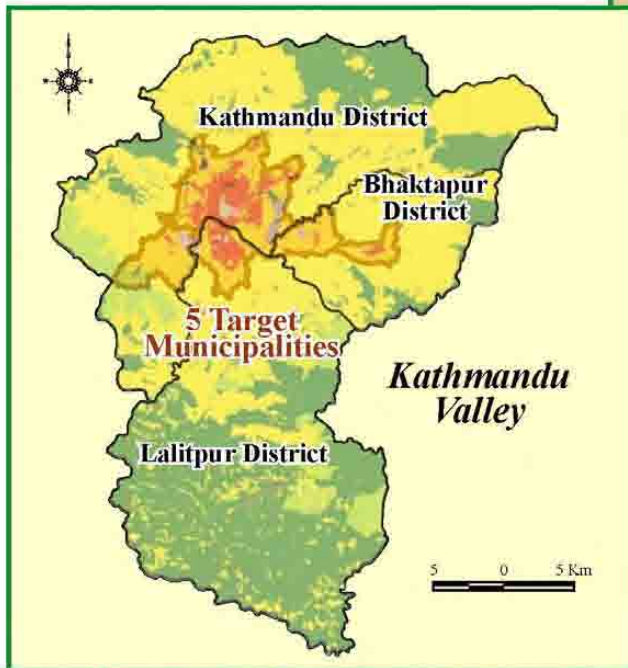 Kathmandu District
Bhaktapur
District
5 Target
Municipalities
Kathmandu
Valley
Lalitpur District
5 0 5 Km